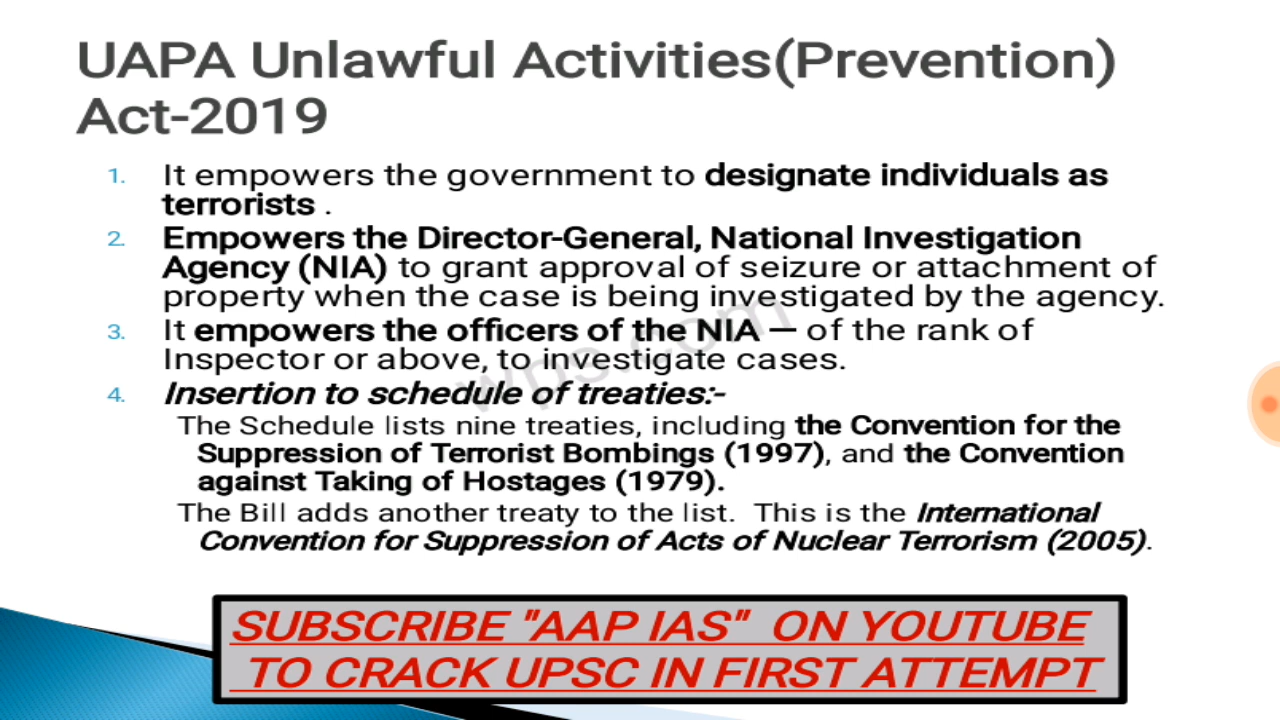 UAPA Unlawful Activities(Prevention)
Act-2019
1. It empowers the government to designate individuals as
terrorists .
2. Empowers the Director-General, National Investigation
Agency (NIA) to grant approval of seizure or attachment of
property when the case is being investigated by the agency.
3. It empowers the officers of the NIA — of the rank of
Inspector or above, to investigate cases.
4. Insertion to schedule of treaties:-
The Schedule lists nine treaties, including the Convention for the
Suppression of Terrorist Bombings (1997), and the Convention
against Taking of Hostages (1979).
The Bill adds another treaty to the list. This is the International
Convention for Suppression of Acts of Nuclear Terrorism (2005).
wps.com
SUBSCRIBE "AAP IAS" ON YOUTUBE
TO CRACK UPSC IN FIRST ATTEMPT